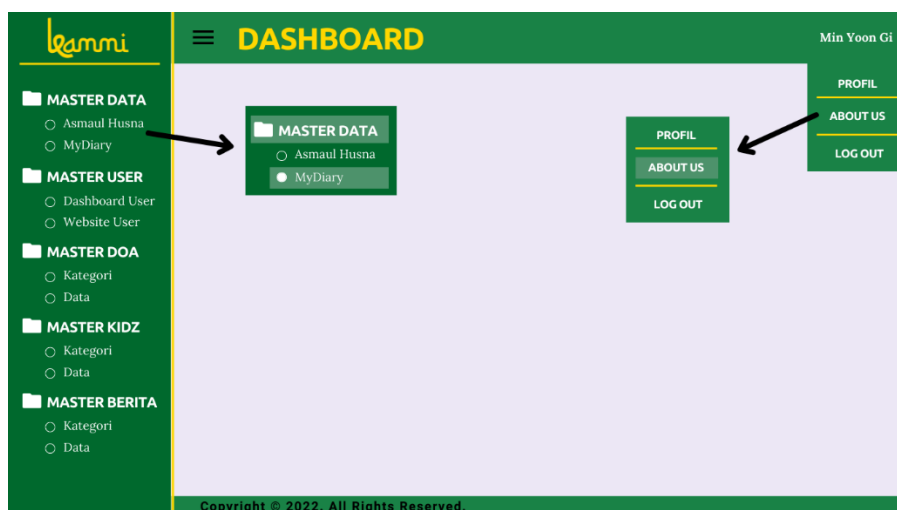 kammi
DASHBOARD
Min Yoon Gi
MASTER DATA
Asmaul Husna
MyDiary
MASTER USER
Dashboard User
Website User
MASTER DOA
Kategori
Data
MASTER KIDZ
Kategori
Data
MASTER BERITA
Kategori
Data
MASTER DATA
Asmaul Husna
MyDiary
PROFIL
ABOUT US
LOG OUT
PROFIL
ABOUT US
LOG OUT
Copyright © 2022. All Rights Reserved.